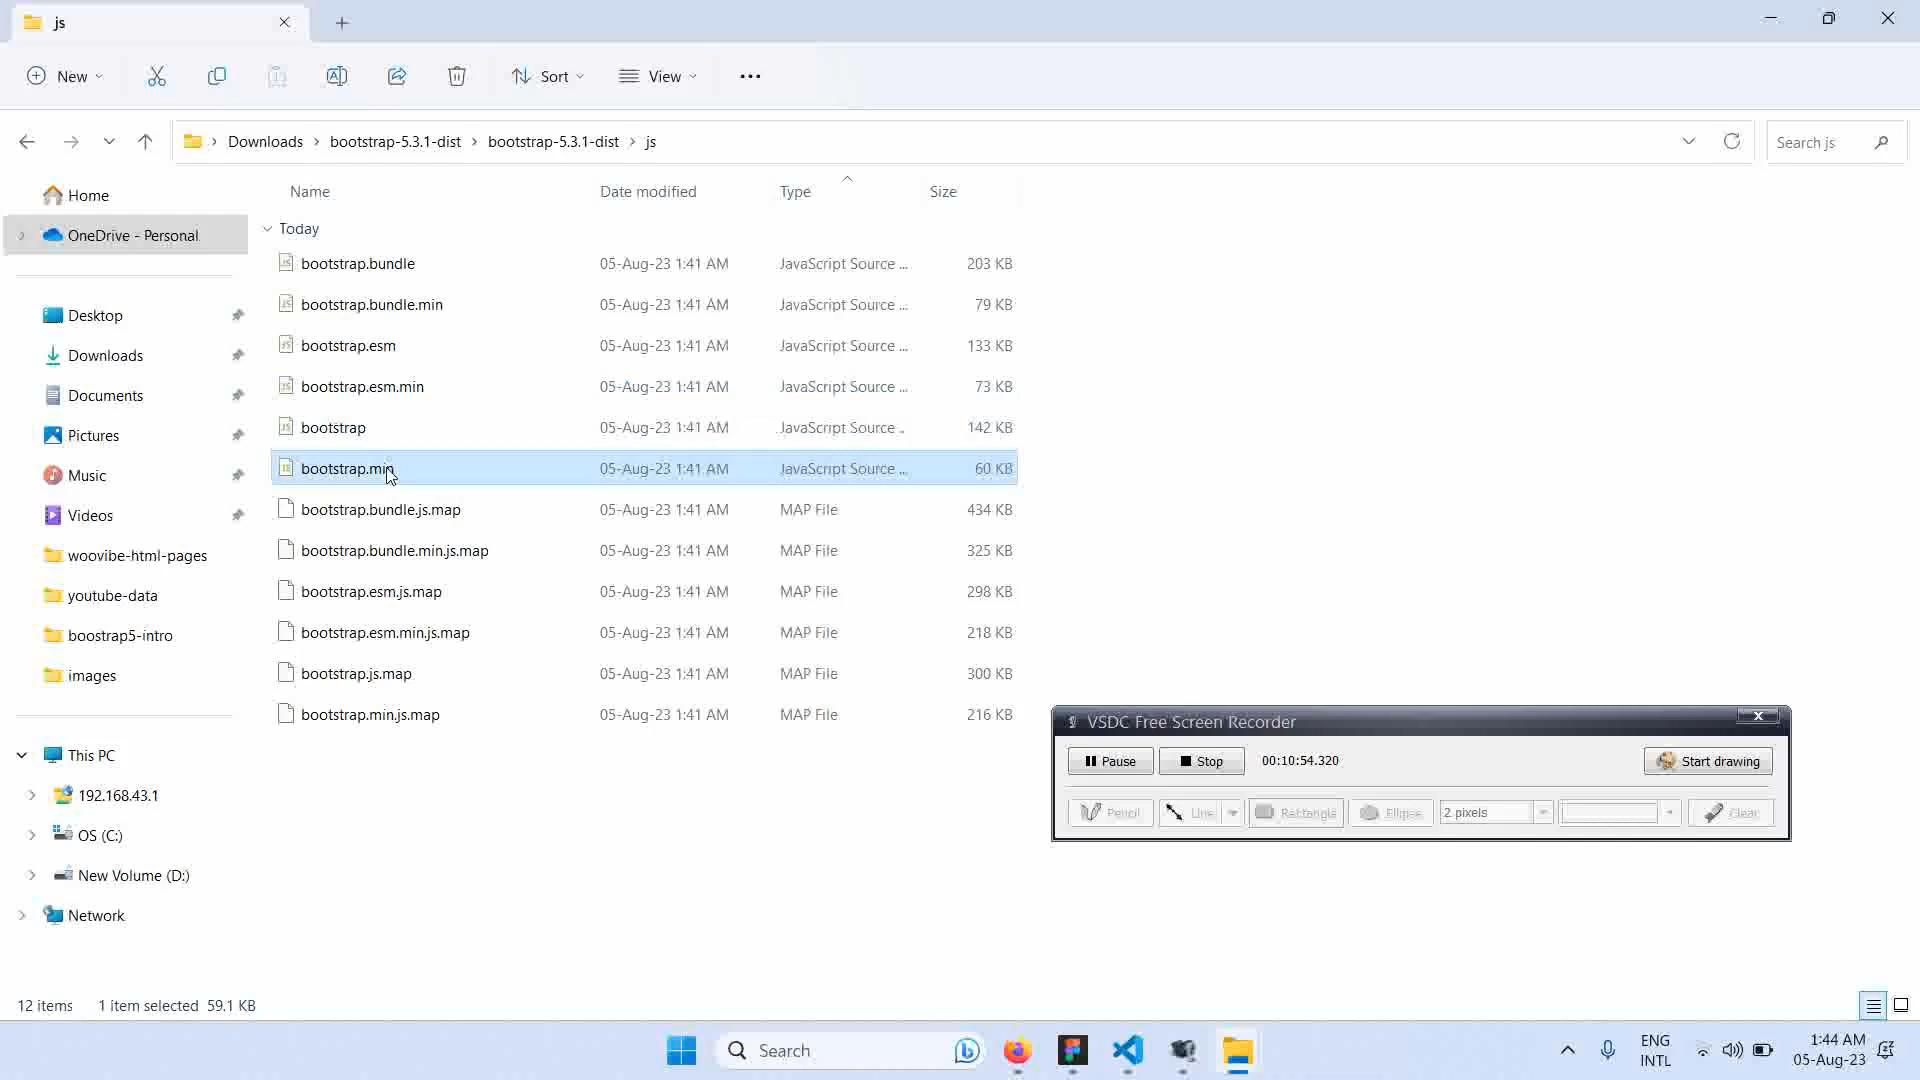 js
New
Sort
View
Downloads
bootstrap-5.3.1-dist
bootstrap-5.3.1-dist
js
Search js
Home
OneDrive - Personal
Desktop
Downloads
Documents
Pictures
Music
Videos
woovibe-html-pages
youtube-data
boostrap5-intro
images
This PC
192.168.43.1
OS (C:)
New Volume (D:)
Network
Name Date modified Type Size
Today
bootstrap.bundle 05-Aug-23 1:41 AM JavaScript Source ... 203 KB
bootstrap.bundle.min 05-Aug-23 1:41 AM JavaScript Source ... 79 KB
bootstrap.esm 05-Aug-23 1:41 AM JavaScript Source ... 133 KB
bootstrap.esm.min 05-Aug-23 1:41 AM JavaScript Source ... 73 KB
bootstrap 05-Aug-23 1:41 AM JavaScript Source .. 142 KB
bootstrap.min 05-Aug-23 1:41 AM JavaScript Source ... 60 KB
bootstrap.bundle.js.map 05-Aug-23 1:41 AM MAP File 434 KB
bootstrap.bundle.min.js.map 05-Aug-23 1:41 AM MAP File 325 KB
bootstrap.esm.js.map 05-Aug-23 1:41 AM MAP File 298 KB
bootstrap.esm.min.js.map 05-Aug-23 1:41 AM MAP File 218 KB
bootstrap.js.map 05-Aug-23 1:41 AM MAP File 300 KB
bootstrap.min.js.map 05-Aug-23 1:41 AM MAP File 216 KB
VSDC Free Screen Recorder
Pause Stop 00:10:54.320 Start drawing
Pencil Line Rectangle Ellipse 2 pixels Clear
12 items 1 item selected 59.1 KB
Search
ENG
INTL
1:44 AM
05-Aug-23